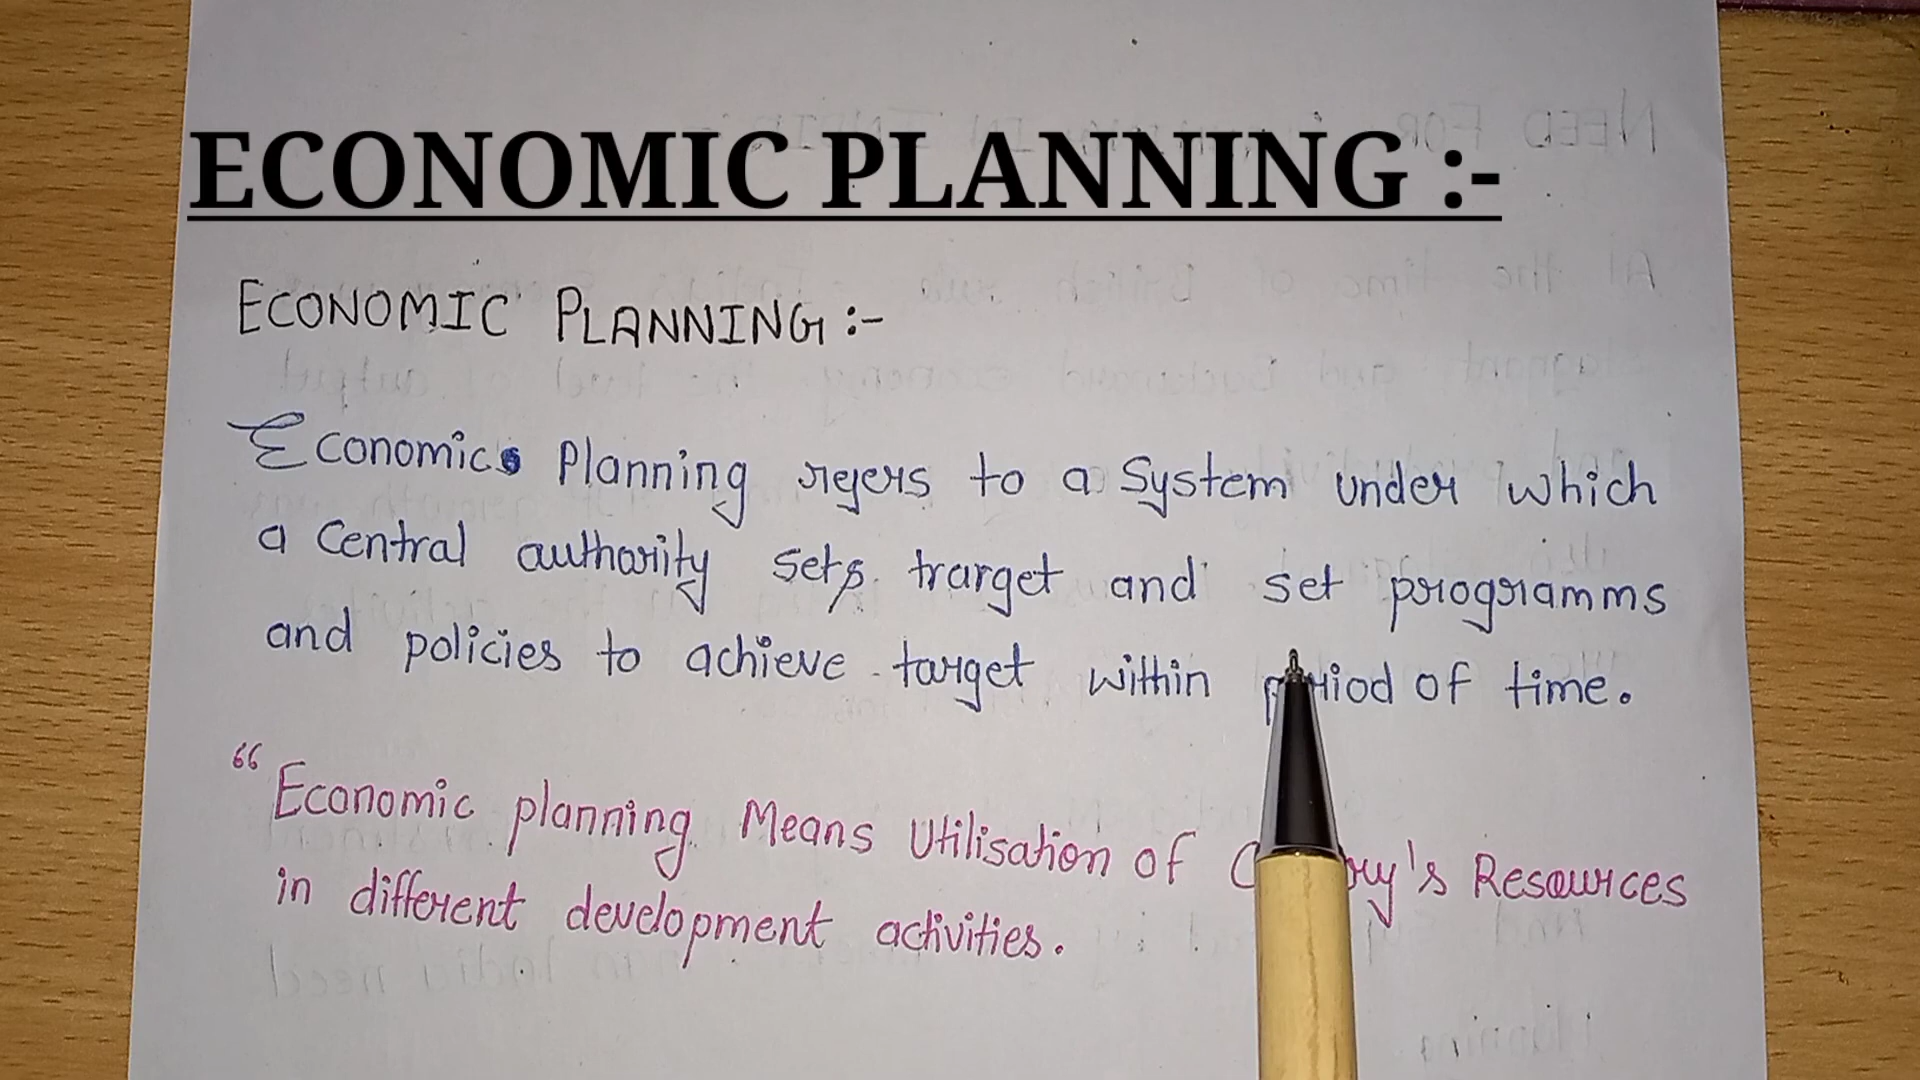 ECONOMIC PLANNING :-
ECONOMIC PLANNING :-
Economics Planning refers to a System under which
a Central authority sets trarget and set programms
and policies to achieve target within period of time.
“Economic planning Means Utilisation of Country's Resources
in different development activities.